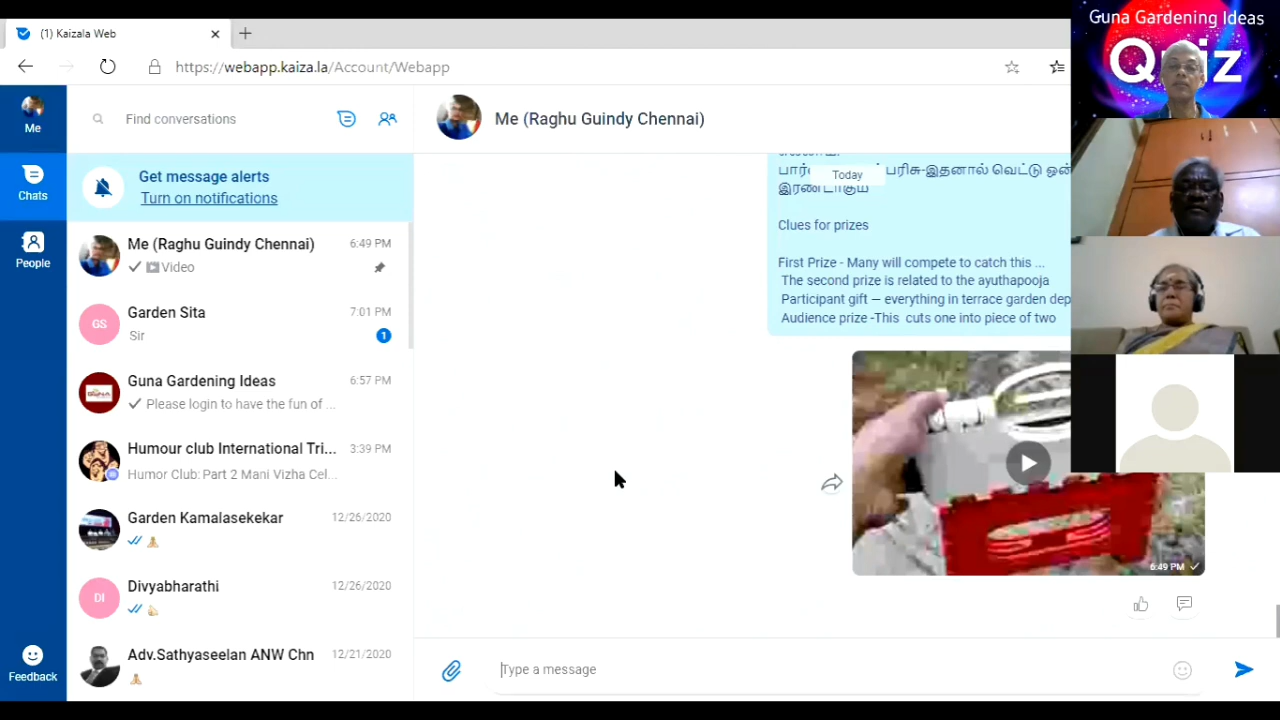 (1) Kaizala Web
https://webapp.kaiza.la/Account/Webapp
Guna Gardening Ideas
Quiz
Me
Chats
People
Feedback
Find conversations
Get message alerts
Turn on notifications
Me (Raghu Guindy Chennai) 6:49 PM
Video
GS
Garden Sita 7:01 PM
Sir 1
Guna Gardening Ideas 6:57 PM
Please login to have the fun of ...
Humour club International Tri... 3:39 PM
Humor Club: Part 2 Mani Vizha Cel...
Garden Kamalasekekar 12/26/2020
DI
Divyabharathi 12/26/2020
Adv.Sathyaseelan ANW Chn 12/21/2020
Me (Raghu Guindy Chennai)
Today
பரிசு-இதனால் வெட்டு ஒன்
இரண்டாகும்
Clues for prizes
First Prize - Many will compete to catch this ...
The second prize is related to the ayuthapooja
Participant gift – everything in terrace garden dep
Audience prize -This cuts one into piece of two
6:49 PM
Type a message